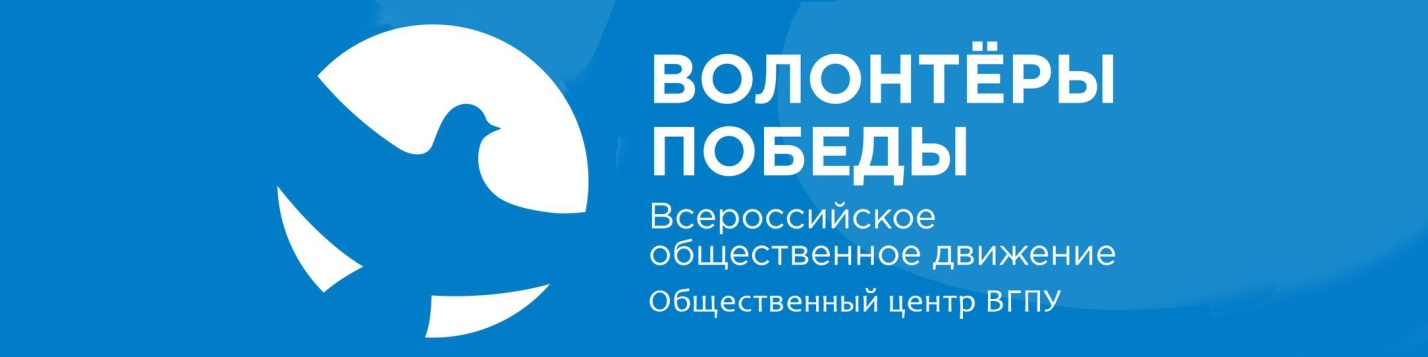 ВОЛОНТЁРЫ
ПОБЕДЫ
Всероссийское
общественное движение
Общественный центр ВГПУ